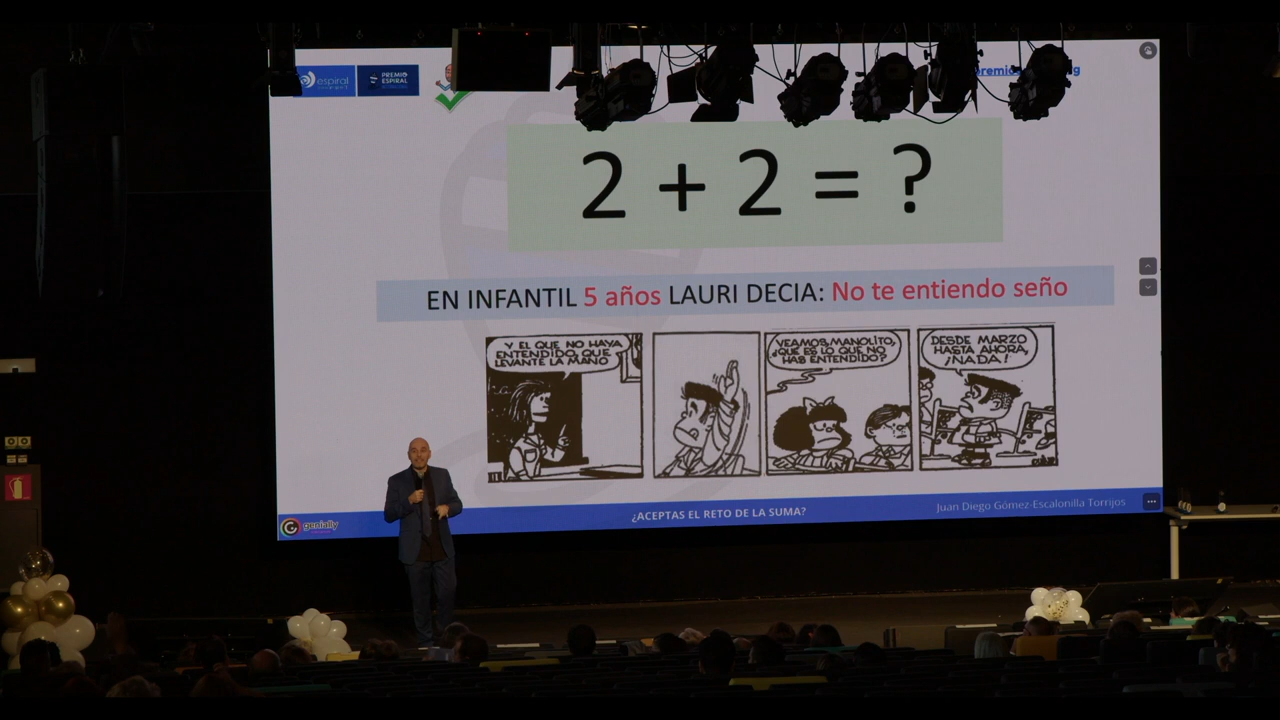 espiral
PREMIO
ESPIRAL
2 + 2 = ?
EN INFANTIL 5 años LAURI DECIA: No te entiendo seño
Y EL QUE NO HAYA
ENTENDIDO, QUE
LEVANTE LA MANO
VEAMOS, MANOLITO,
¿QUE ES LO QUE NO
HAS ENTENDIDO?
DESDE MARZO
HASTA AHORA,
¡NADA!
genially
¿ACEPTAS EL RETO DE LA SUMA?
Juan Diego Gómez-Escalonilla Torrijos